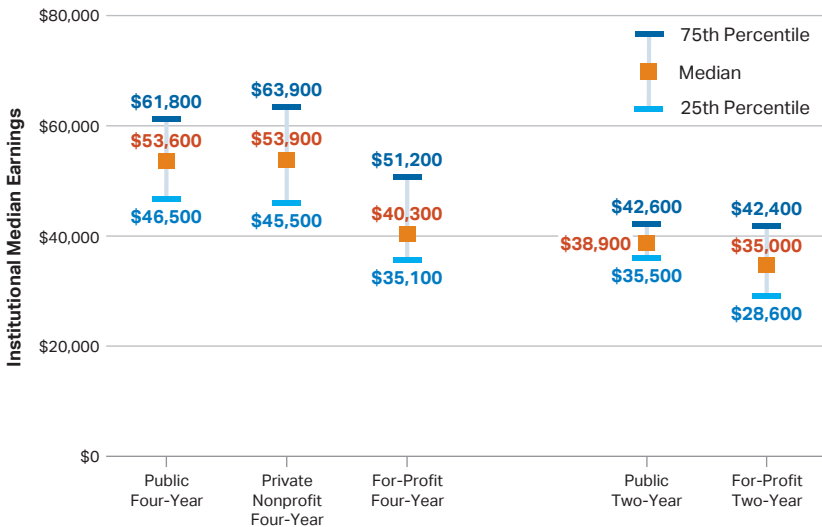 $80,000
75th Percentile
Median
25th Percentile
$60,000
$40,000
$20,000
$0
Institutional Median Earnings
$61,800
$53,600
$46,500
$63,900
$53,900
$45,500
$51,200
$40,300
$35,100
$42,600
$38,900
$35,500
$42,400
$35,000
$28,600
Public
Four-Year
Private
Nonprofit
Four-Year
For-Profit
Four-Year
Public
Two-Year
For-Profit
Two-Year